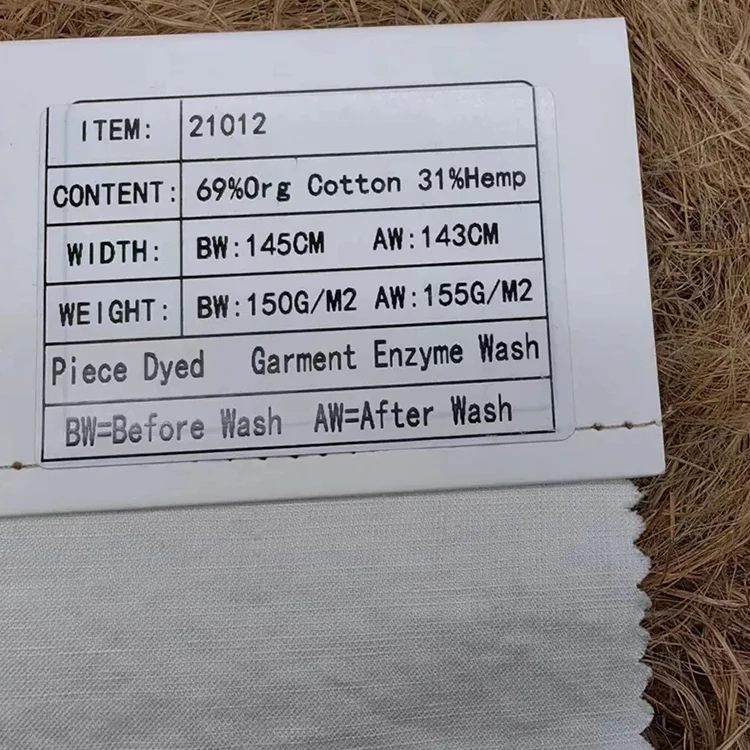 ITEM: 21012
CONTENT: 69%Org Cotton 31%Hemp
WIDTH: BW:145CM AW:143CM
WEIGHT: BW:150G/M2 AW:155G/M2
Piece Dyed Garment Enzyme Wash
BW=Before Wash AW=After Wash